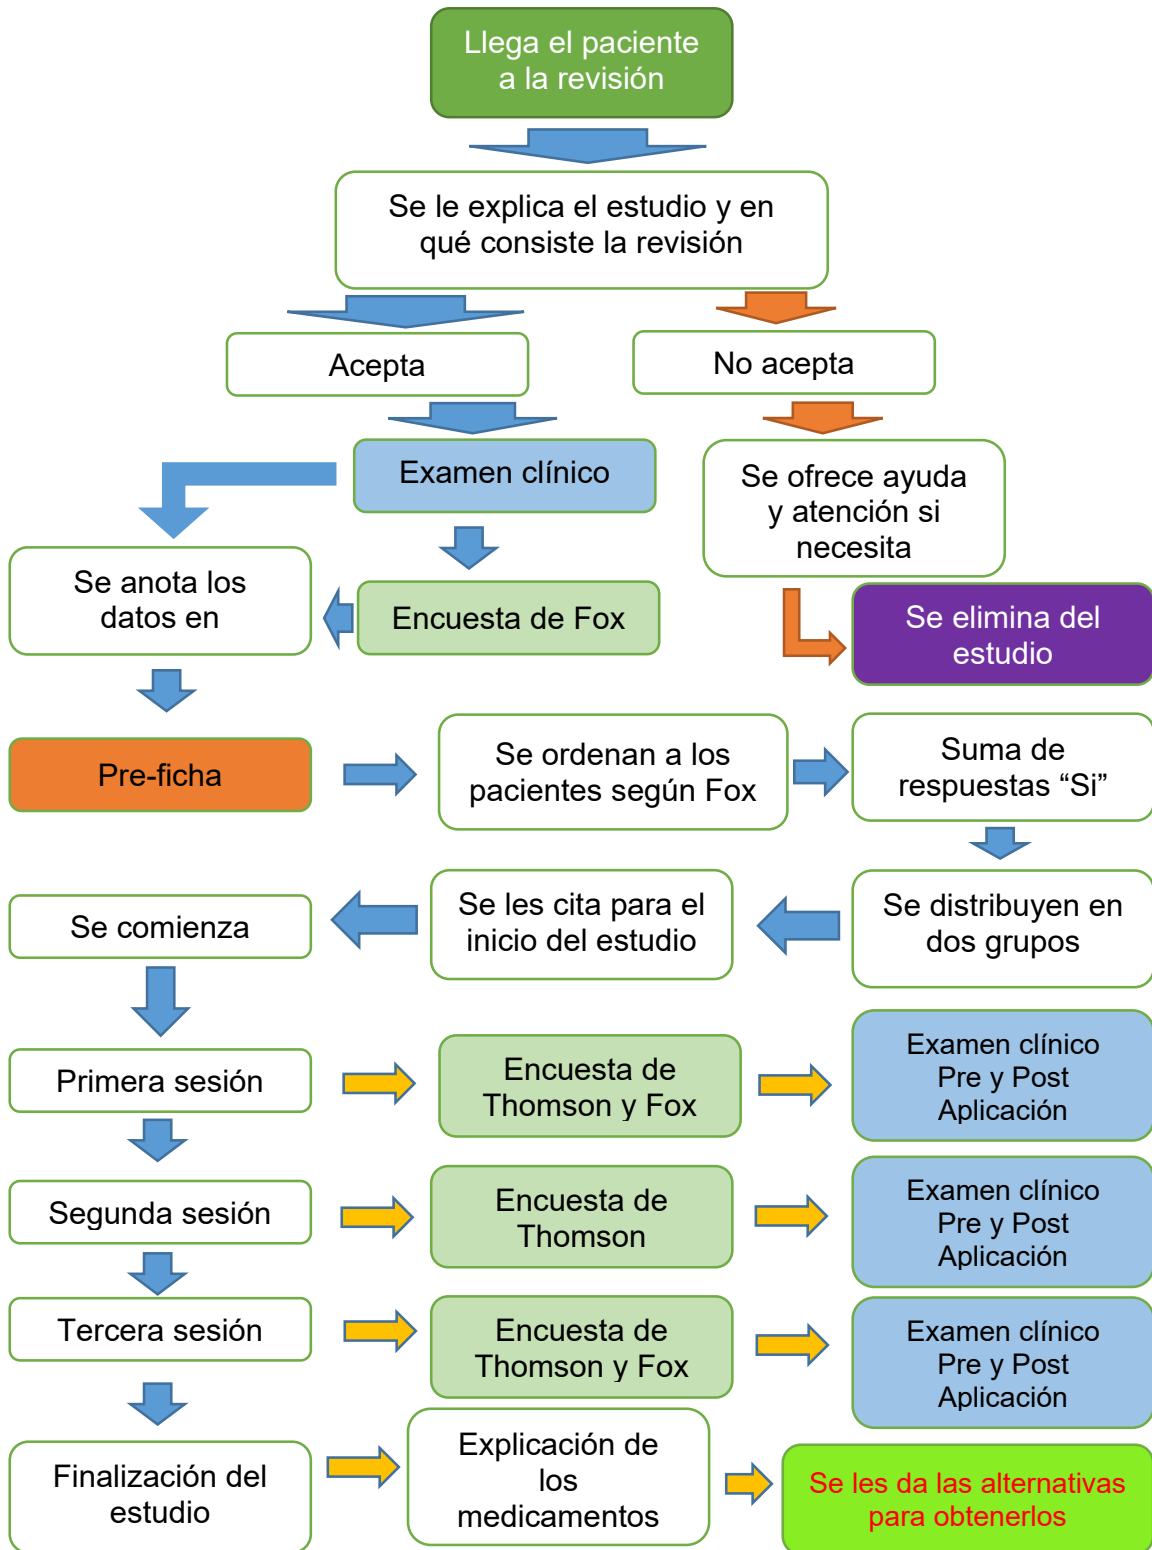 Llega el paciente
a la revisión
Se le explica el estudio y en
qué consiste la revisión
Acepta
No acepta
Examen clínico
Se ofrece ayuda
y atención si
necesita
Se anota los
datos en
Encuesta de Fox
Se elimina del
estudio
Pre-ficha
Se ordenan a los
pacientes según Fox
Suma de
respuestas “Si”
Se comienza
Se les cita para el
inicio del estudio
Se distribuyen en
dos grupos
Primera sesión
Encuesta de
Thomson y Fox
Examen clínico
Pre y Post
Aplicación
Segunda sesión
Encuesta de
Thomson
Examen clínico
Pre y Post
Aplicación
Tercera sesión
Encuesta de
Thomson y Fox
Examen clínico
Pre y Post
Aplicación
Finalización del
estudio
Explicación de
los
medicamentos
Se les da las alternativas
para obtenerlos